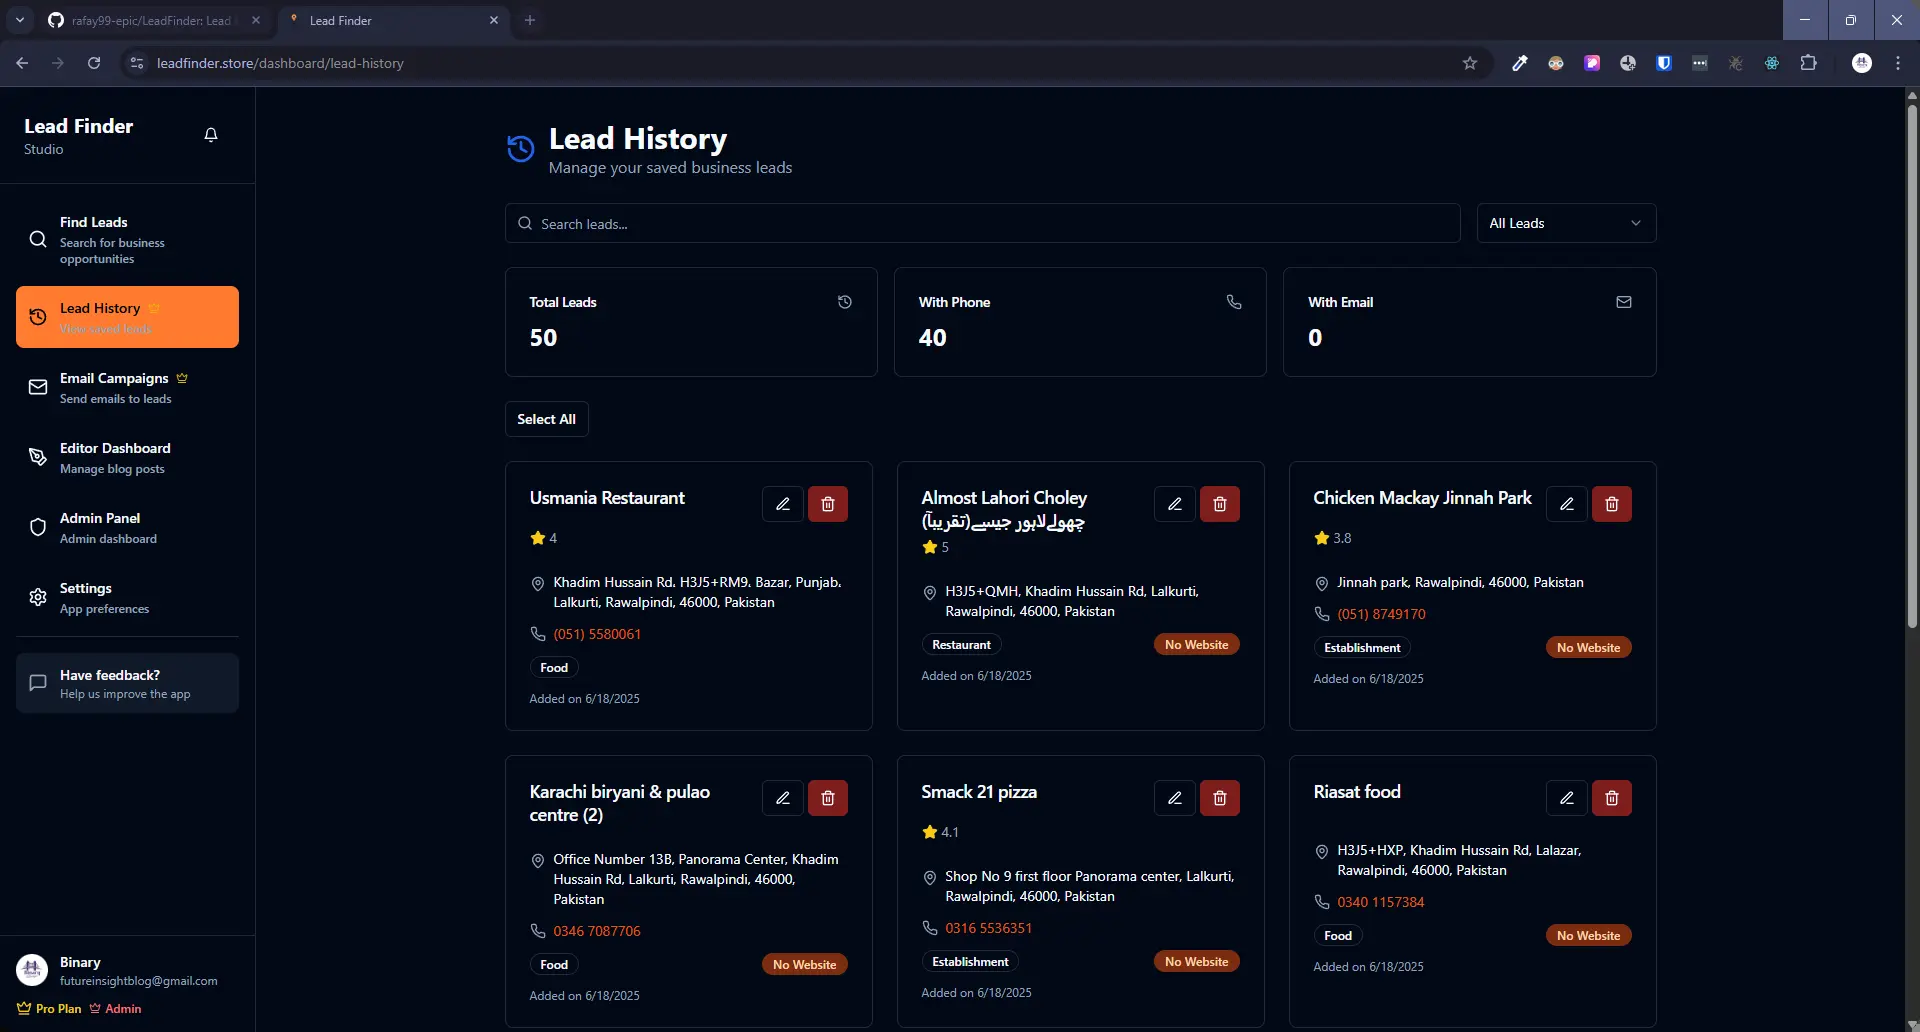 rafay99-epic/LeadFinder: Lead
Lead Finder
leadfinder.store/dashboard/lead-history
Lead Finder
Studio
Find Leads
Search for business
opportunities
Lead History
View saved leads
Email Campaigns
Send emails to leads
Editor Dashboard
Manage blog posts
Admin Panel
Admin dashboard
Settings
App preferences
Have feedback?
Help us improve the app
Binary
futureinsightblog@gmail.com
Pro Plan Admin
Lead History
Manage your saved business leads
Search leads...
All Leads
Total Leads
50
With Phone
40
With Email
0
Select All
Usmania Restaurant
4
Khadim Hussain Rd، H3J5+RM9، Bazar, Punjab،
Lalkurti, Rawalpindi, 46000, Pakistan
(051) 5580061
Food
Added on 6/18/2025
Almost Lahori Choley
چھولےلاہور جیسے(تقریباً)
5
H3J5+QMH, Khadim Hussain Rd, Lalkurti,
Rawalpindi, 46000, Pakistan
Restaurant
No Website
Added on 6/18/2025
Chicken Mackay Jinnah Park
3.8
Jinnah park, Rawalpindi, 46000, Pakistan
(051) 8749170
Establishment
No Website
Added on 6/18/2025
Karachi biryani & pulao
centre (2)
Office Number 13B, Panorama Center, Khadim
Hussain Rd, Lalkurti, Rawalpindi, 46000,
Pakistan
0346 7087706
Food
No Website
Added on 6/18/2025
Smack 21 pizza
4.1
Shop No 9 first floor Panorama center, Lalkurti,
Rawalpindi, 46000, Pakistan
0316 5536351
Establishment
No Website
Added on 6/18/2025
Riasat food
H3J5+HXP, Khadim Hussain Rd, Lalazar,
Rawalpindi, 46000, Pakistan
0340 1157384
Food
No Website
Added on 6/18/2025